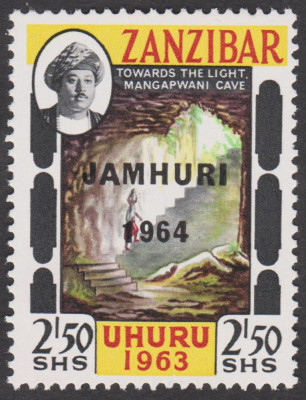 ZANZIBAR
TOWARDS THE LIGHT,
MANGAPWANI CAVE
JAMHURI
1964
2'50 UHURU 2'50
SHS 1963 SHS